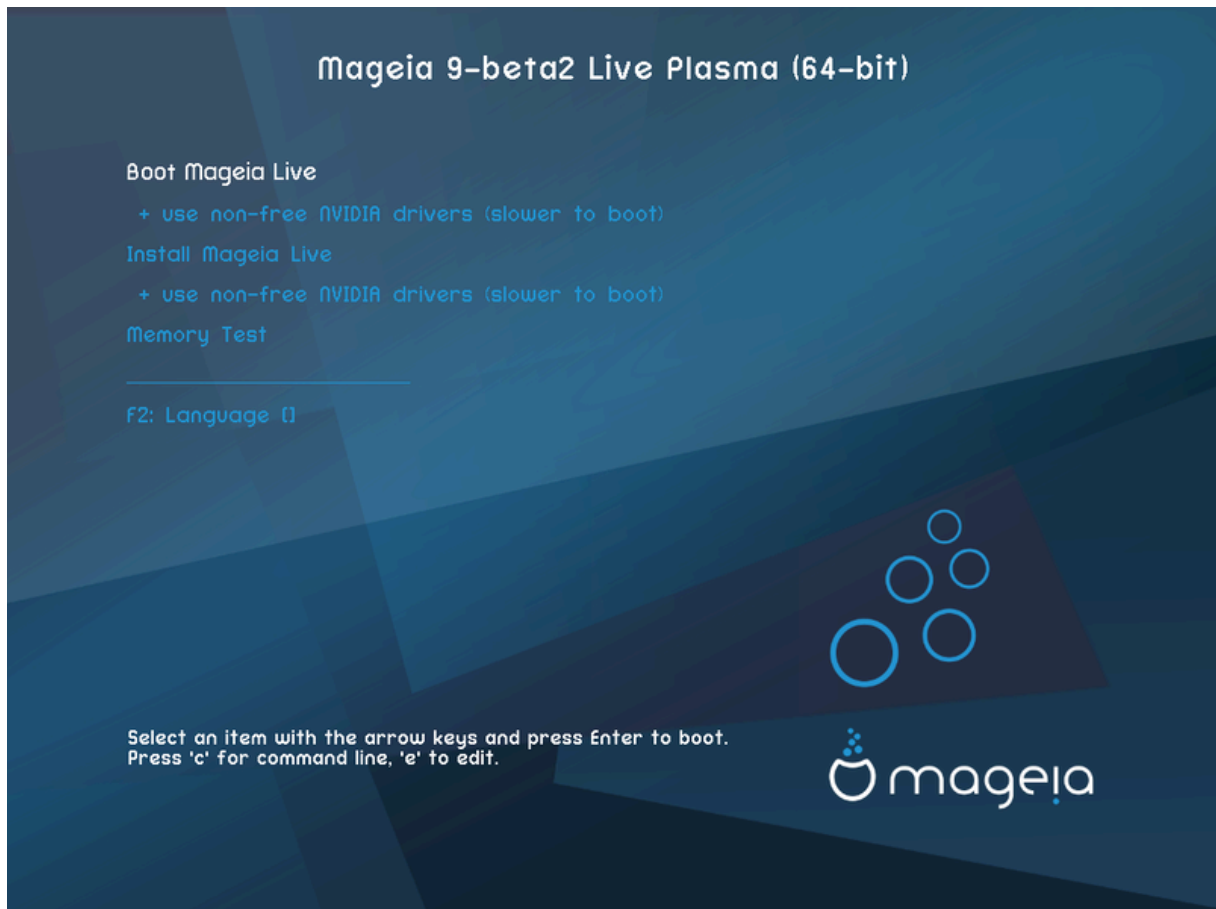 Mageia 9-beta2 Live Plasma (64-bit)
Boot Mageia Live
+ use non-free NVIDIA drivers (slower to boot)
Install Mageia Live
+ use non-free NVIDIA drivers (slower to boot)
Memory Test
F2: Language []
Select an item with the arrow keys and press Enter to boot.
Press 'c' for command line, 'e' to edit.
mageia